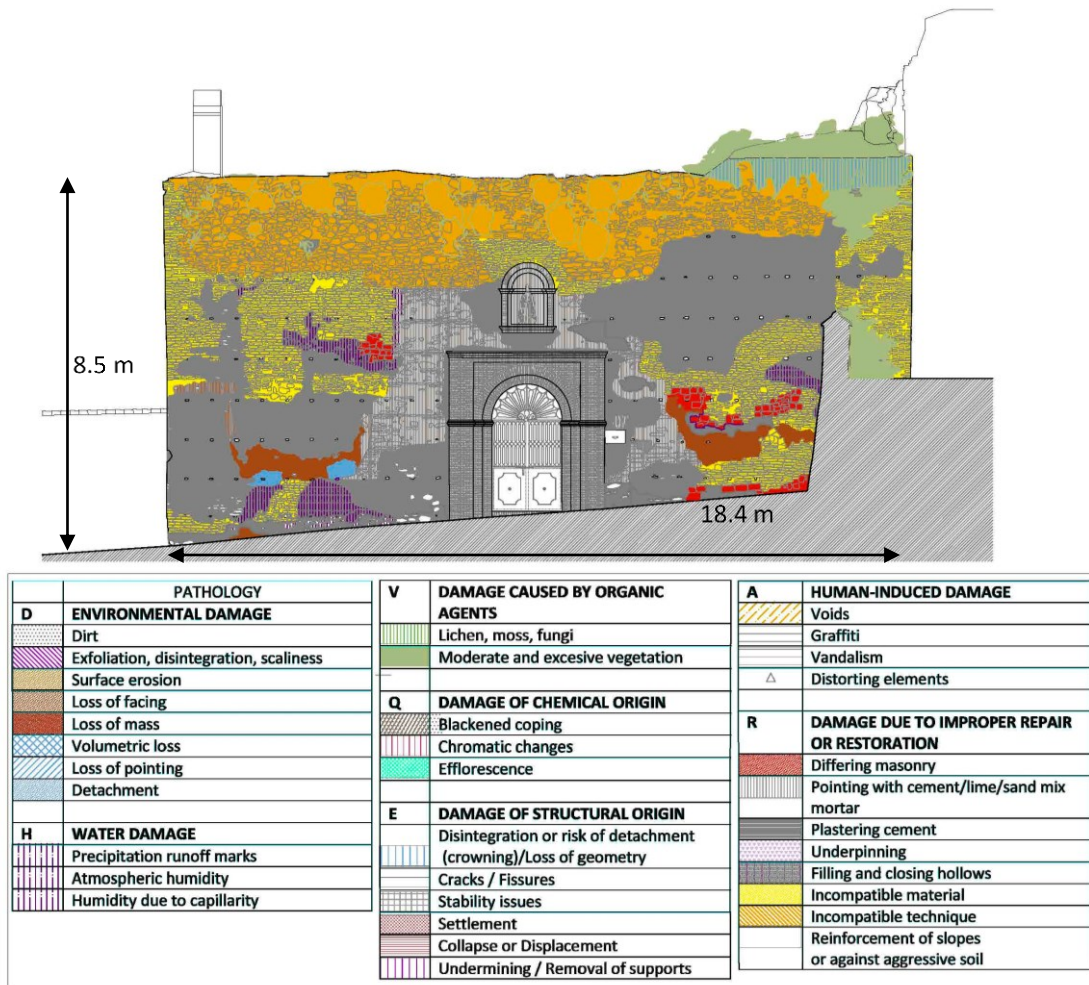 8.5 m
18.4 m
PATHOLOGY
D ENVIRONMENTAL DAMAGE
Dirt
Exfoliation, disintegration, scaliness
Surface erosion
Loss of facing
Loss of mass
Volumetric loss
Loss of pointing
Detachment
H WATER DAMAGE
Precipitation runoff marks
Atmospheric humidity
Humidity due to capillarity
V DAMAGE CAUSED BY ORGANIC
AGENTS
Lichen, moss, fungi
Moderate and excesive vegetation
Q DAMAGE OF CHEMICAL ORIGIN
Blackened coping
Chromatic changes
Efflorescence
E DAMAGE OF STRUCTURAL ORIGIN
Disintegration or risk of detachment
(crowning)/Loss of geometry
Cracks / Fissures
Stability issues
Settlement
Collapse or Displacement
Undermining / Removal of supports
A HUMAN-INDUCED DAMAGE
Voids
Graffiti
Vandalism
Distorting elements
R DAMAGE DUE TO IMPROPER REPAIR
OR RESTORATION
Differing masonry
Pointing with cement/lime/sand mix
mortar
Plastering cement
Underpinning
Filling and closing hollows
Incompatible material
Incompatible technique
Reinforcement of slopes
or against aggressive soil